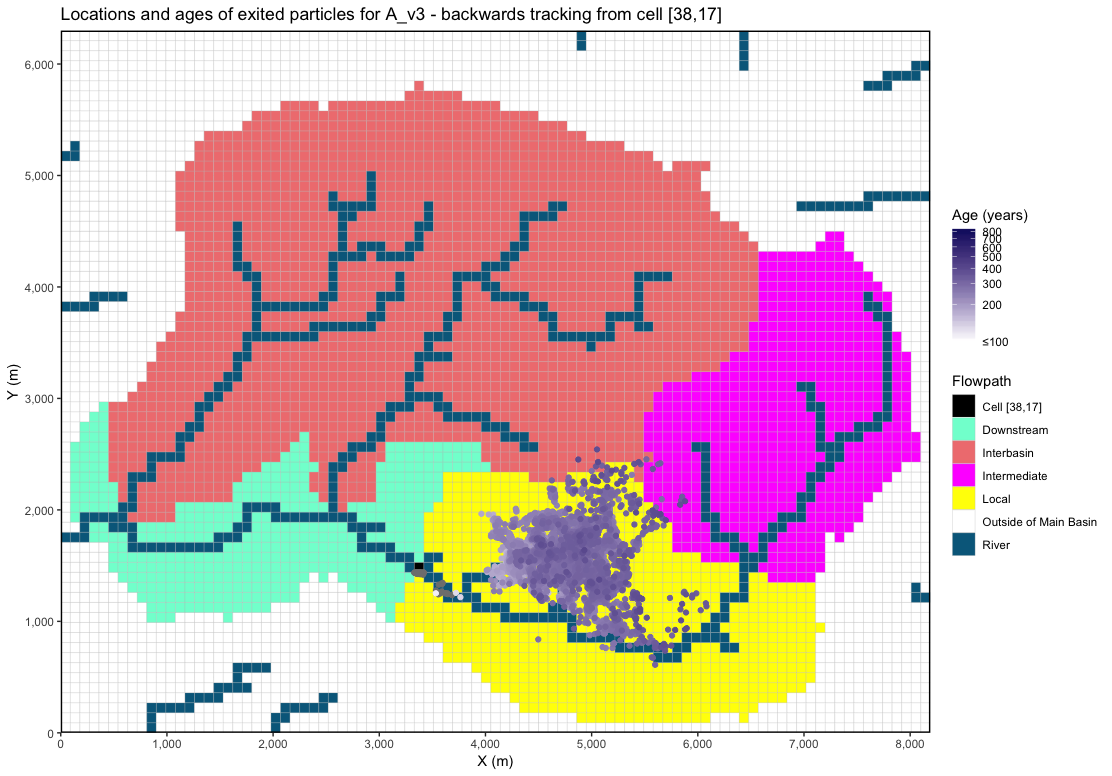 Locations and ages of exited particles for A_v3 - backwards tracking from cell [38,17]
6,000
5,000
4,000
3,000
2,000
1,000
0
Y (m)
0
1,000
2,000
3,000
4,000
5,000
6,000
7,000
8,000
X (m)
Age (years)
800
700
600
500
400
300
200
≤100
Flowpath
Cell [38,17]
Downstream
Interbasin
Intermediate
Local
Outside of Main Basin
River